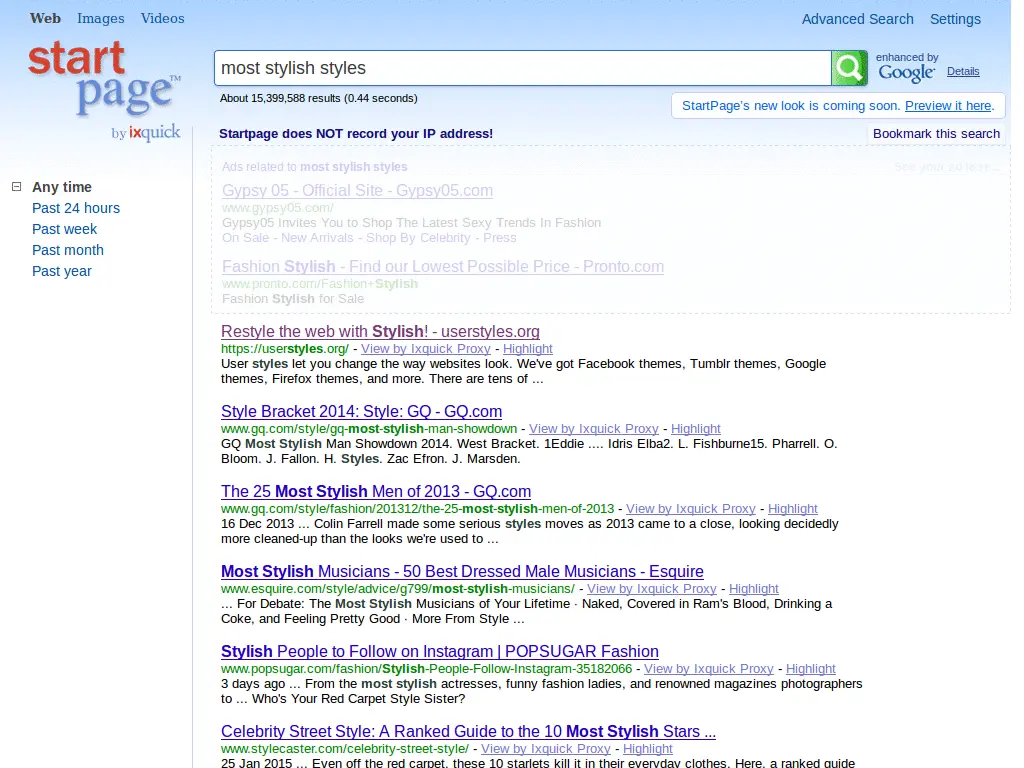 Web Images Videos
Advanced Search Settings
start
page™
by ixquick
most stylish styles
enhanced by
Google
Details
About 15,399,588 results (0.44 seconds)
StartPage's new look is coming soon. Preview it here.
Startpage does NOT record your IP address!
Bookmark this search
Any time
Past 24 hours
Past week
Past month
Past year
Ads related to most stylish styles
See your ad here...
Gypsy 05 - Official Site - Gypsy05.com
www.gypsy05.com/
Gypsy05 Invites You to Shop The Latest Sexy Trends In Fashion
On Sale - New Arrivals - Shop By Celebrity - Press
Fashion Stylish - Find our Lowest Possible Price - Pronto.com
www.pronto.com/Fashion+Stylish
Fashion Stylish for Sale
Restyle the web with Stylish! - userstyles.org
https://userstyles.org/ - View by Ixquick Proxy - Highlight
User styles let you change the way websites look. We've got Facebook themes, Tumblr themes, Google
themes, Firefox themes, and more. There are tens of ...
Style Bracket 2014: Style: GQ - GQ.com
www.gq.com/style/gq-most-stylish-man-showdown - View by Ixquick Proxy - Highlight
GQ Most Stylish Man Showdown 2014. West Bracket. 1Eddie .... Idris Elba2. L. Fishburne15. Pharrell. O.
Bloom. J. Fallon. H. Styles. Zac Efron. J. Marsden.
The 25 Most Stylish Men of 2013 - GQ.com
www.gq.com/style/fashion/201312/the-25-most-stylish-men-of-2013 - View by Ixquick Proxy - Highlight
16 Dec 2013 ... Colin Farrell made some serious styles moves as 2013 came to a close, looking decidedly
more cleaned-up than the looks we're used to ...
Most Stylish Musicians - 50 Best Dressed Male Musicians - Esquire
www.esquire.com/style/advice/g799/most-stylish-musicians/ - View by Ixquick Proxy - Highlight
... For Debate: The Most Stylish Musicians of Your Lifetime · Naked, Covered in Ram's Blood, Drinking a
Coke, and Feeling Pretty Good · More From Style ...
Stylish People to Follow on Instagram | POPSUGAR Fashion
www.popsugar.com/fashion/Stylish-People-Follow-Instagram-35182066 - View by Ixquick Proxy - Highlight
3 days ago ... From the most stylish actresses, funny fashion ladies, and renowned magazines photographers
to ... Who's Your Red Carpet Style Sister?
Celebrity Street Style: A Ranked Guide to the 10 Most Stylish Stars ...
www.stylecaster.com/celebrity-street-style/ - View by Ixquick Proxy - Highlight
25 Jan 2015 ... Even off the red carpet, these 10 starlets kill it in their everyday clothes. Here, a ranked guide